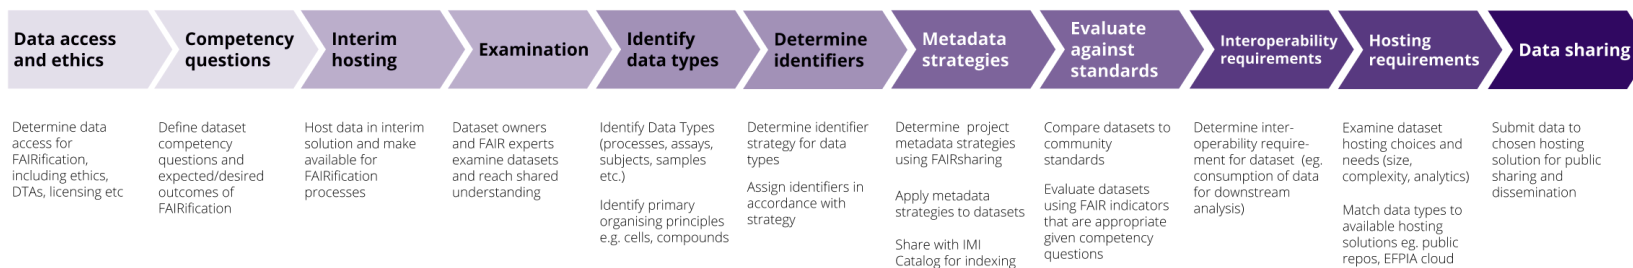 Data access
and ethics
Competency
questions
Interim
hosting
Examination
Identify
data types
Determine
identifiers
Metadata
strategies
Evaluate
against
standards
Interoperability
requirements
Hosting
requirements
Data sharing
Determine data
access for
FAIRification,
including ethics,
DTAs, licensing etc
Define dataset
competency
questions and
expected/desired
outcomes of
FAIRification
Host data in interim
solution and make
available for
FAIRification
processes
Dataset owners
and FAIR experts
examine datasets
and reach shared
understanding
Identify Data Types
(processes, assays,
subjects, samples
etc.)
Identify primary
organising principles
e.g. cells, compounds
Determine identifier
strategy for data
types
Assign identifiers in
accordance with
strategy
Determine project
metadata strategies
using FAIRsharing
Apply metadata
strategies to datasets
Share with IMI
Catalog for indexing
Compare datasets to
community
standards
Evaluate datasets
using FAIR indicators
that are appropriate
given competency
questions
Determine inter-
operability require-
ment for dataset (eg.
consumption of data
for downstream
analysis)
Examine dataset
hosting choices and
needs (size,
complexity, analytics)
Match data types to
available hosting
solutions eg. public
repos, EFPIA cloud
Submit data to
chosen hosting
solution for public
sharing and
dissemination